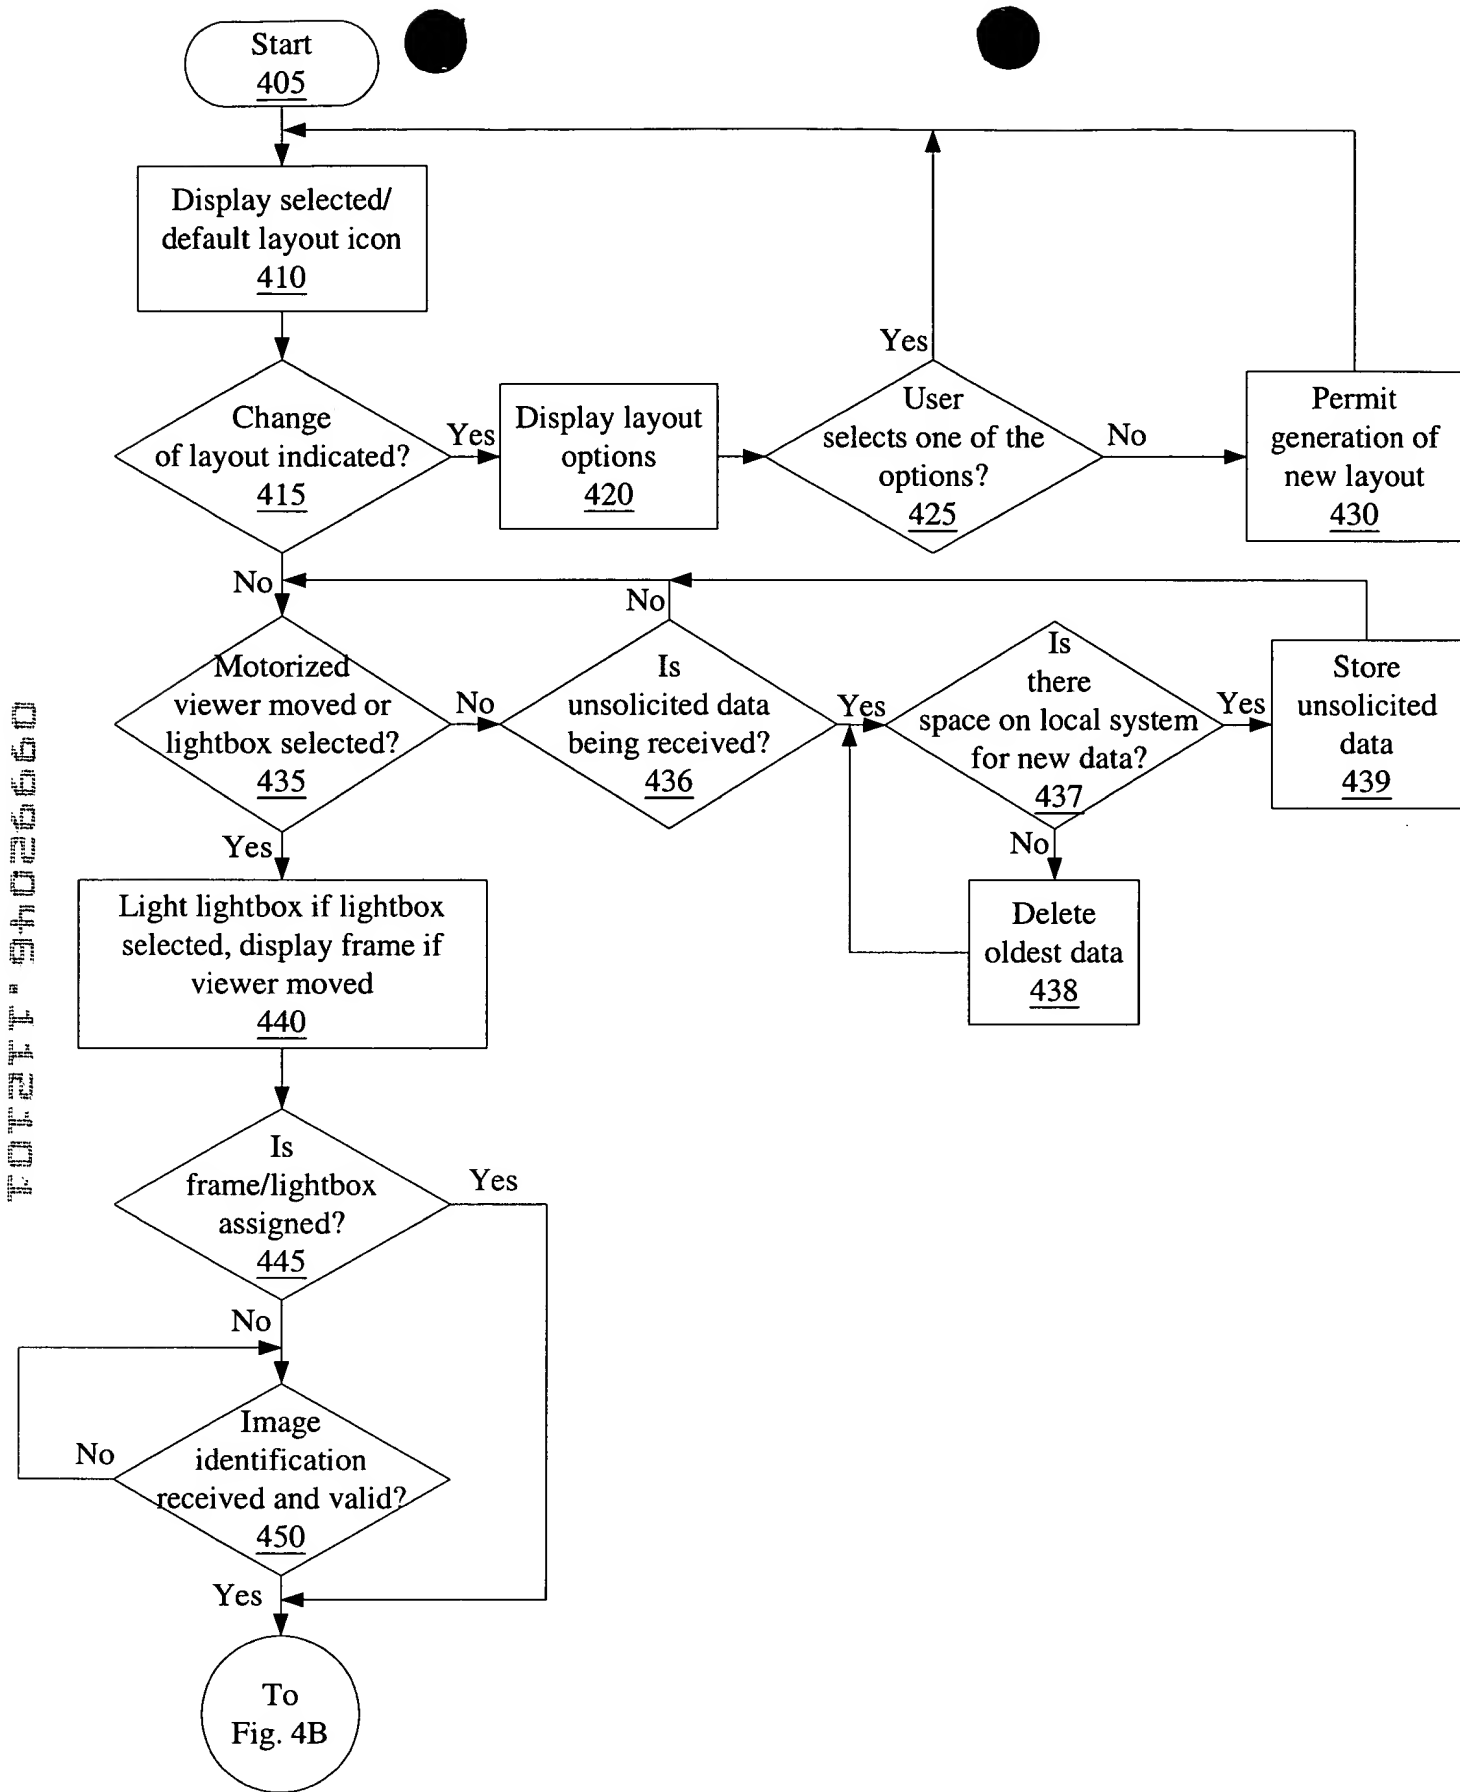 Start
405
Display selected/
default layout icon
410
Change
of layout indicated?
415
Yes
Display layout
options
420
User
selects one of the
options?
425
Yes
No
Permit
generation of
new layout
430
No
Motorized
viewer moved or
lightbox selected?
435
No
Is
unsolicited data
being received?
436
No
Yes
Is
there
space on local system
for new data?
437
Yes
Store
unsolicited
data
439
No
Delete
oldest data
438
Yes
Light lightbox if lightbox
selected, display frame if
viewer moved
440
Is
frame/lightbox
assigned?
445
Yes
No
Image
identification
received and valid?
450
No
Yes
To
Fig. 4B